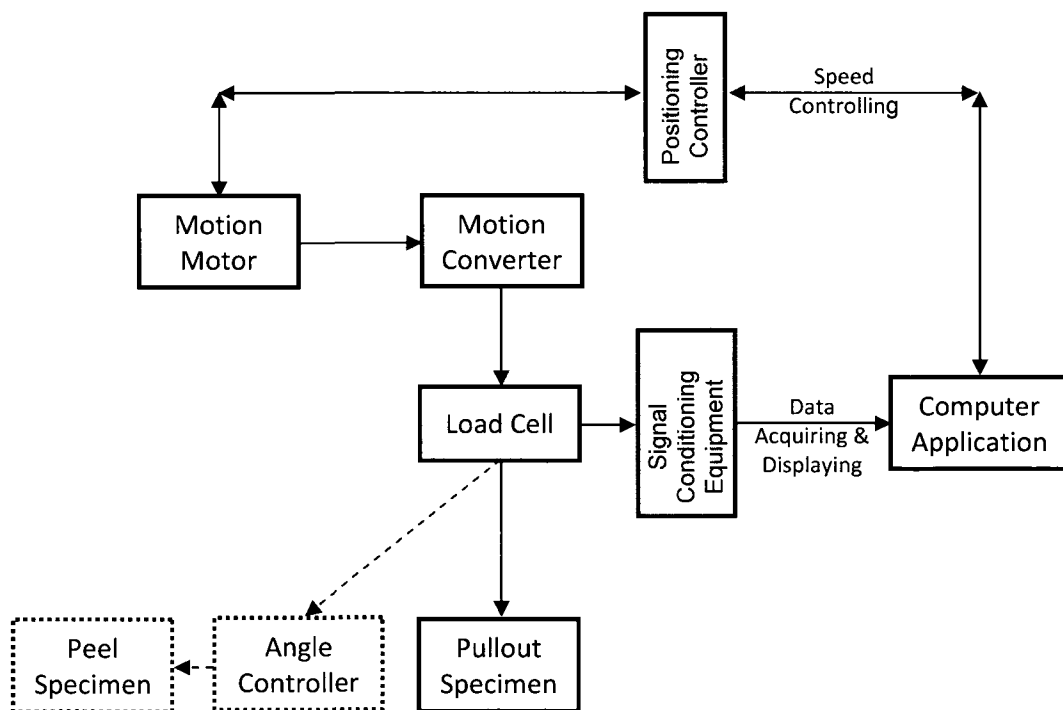 Positioning
Controller
Speed
Controlling
Motion
Motor
Motion
Converter
Load Cell
Signal
Conditioning
Equipment
Data
Acquiring &
Displaying
Computer
Application
Peel
Specimen
Angle
Controller
Pullout
Specimen